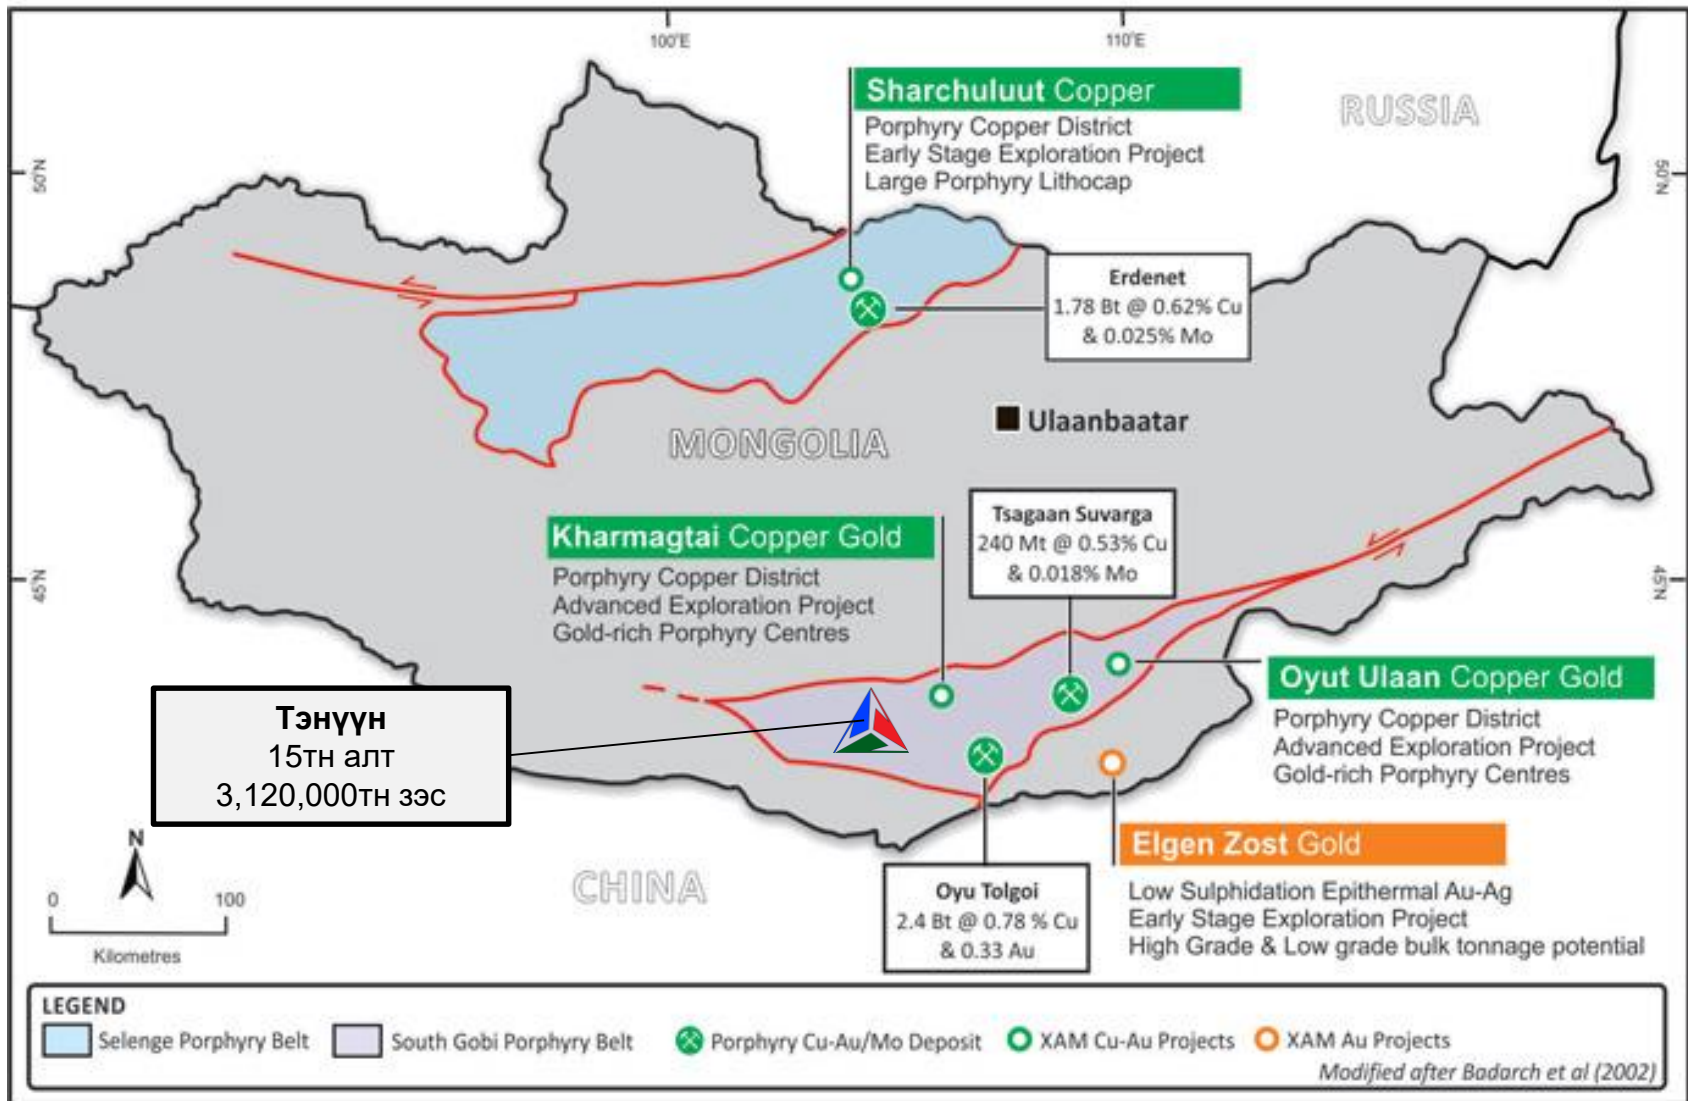 100°E
110°E
Sharchuluut Copper
Porphyry Copper District
Early Stage Exploration Project
Large Porphyry Lithocap
RUSSIA
50°N
50°N
Erdenet
1.78 Bt @ 0.62% Cu
& 0.025% Mo
Ulaanbaatar
MONGOLIA
Tsagaan Suvarga
240 Mt @ 0.53% Cu
& 0.018% Mo
Kharmagtai Copper Gold
Porphyry Copper District
Advanced Exploration Project
Gold-rich Porphyry Centres
45°N
45°N
Oyut Ulaan Copper Gold
Porphyry Copper District
Advanced Exploration Project
Gold-rich Porphyry Centres
Тэнүүн
15тн алт
3,120,000тн зэс
Elgen Zost Gold
Low Sulphidation Epithermal Au-Ag
Early Stage Exploration Project
High Grade & Low grade bulk tonnage potential
N
0 100
Kilometres
CHINA
Oyu Tolgoi
2.4 Bt @ 0.78 % Cu
& 0.33 Au
LEGEND
Selenge Porphyry Belt South Gobi Porphyry Belt Porphyry Cu-Au/Mo Deposit XAM Cu-Au Projects XAM Au Projects
Modified after Badarch et al (2002)